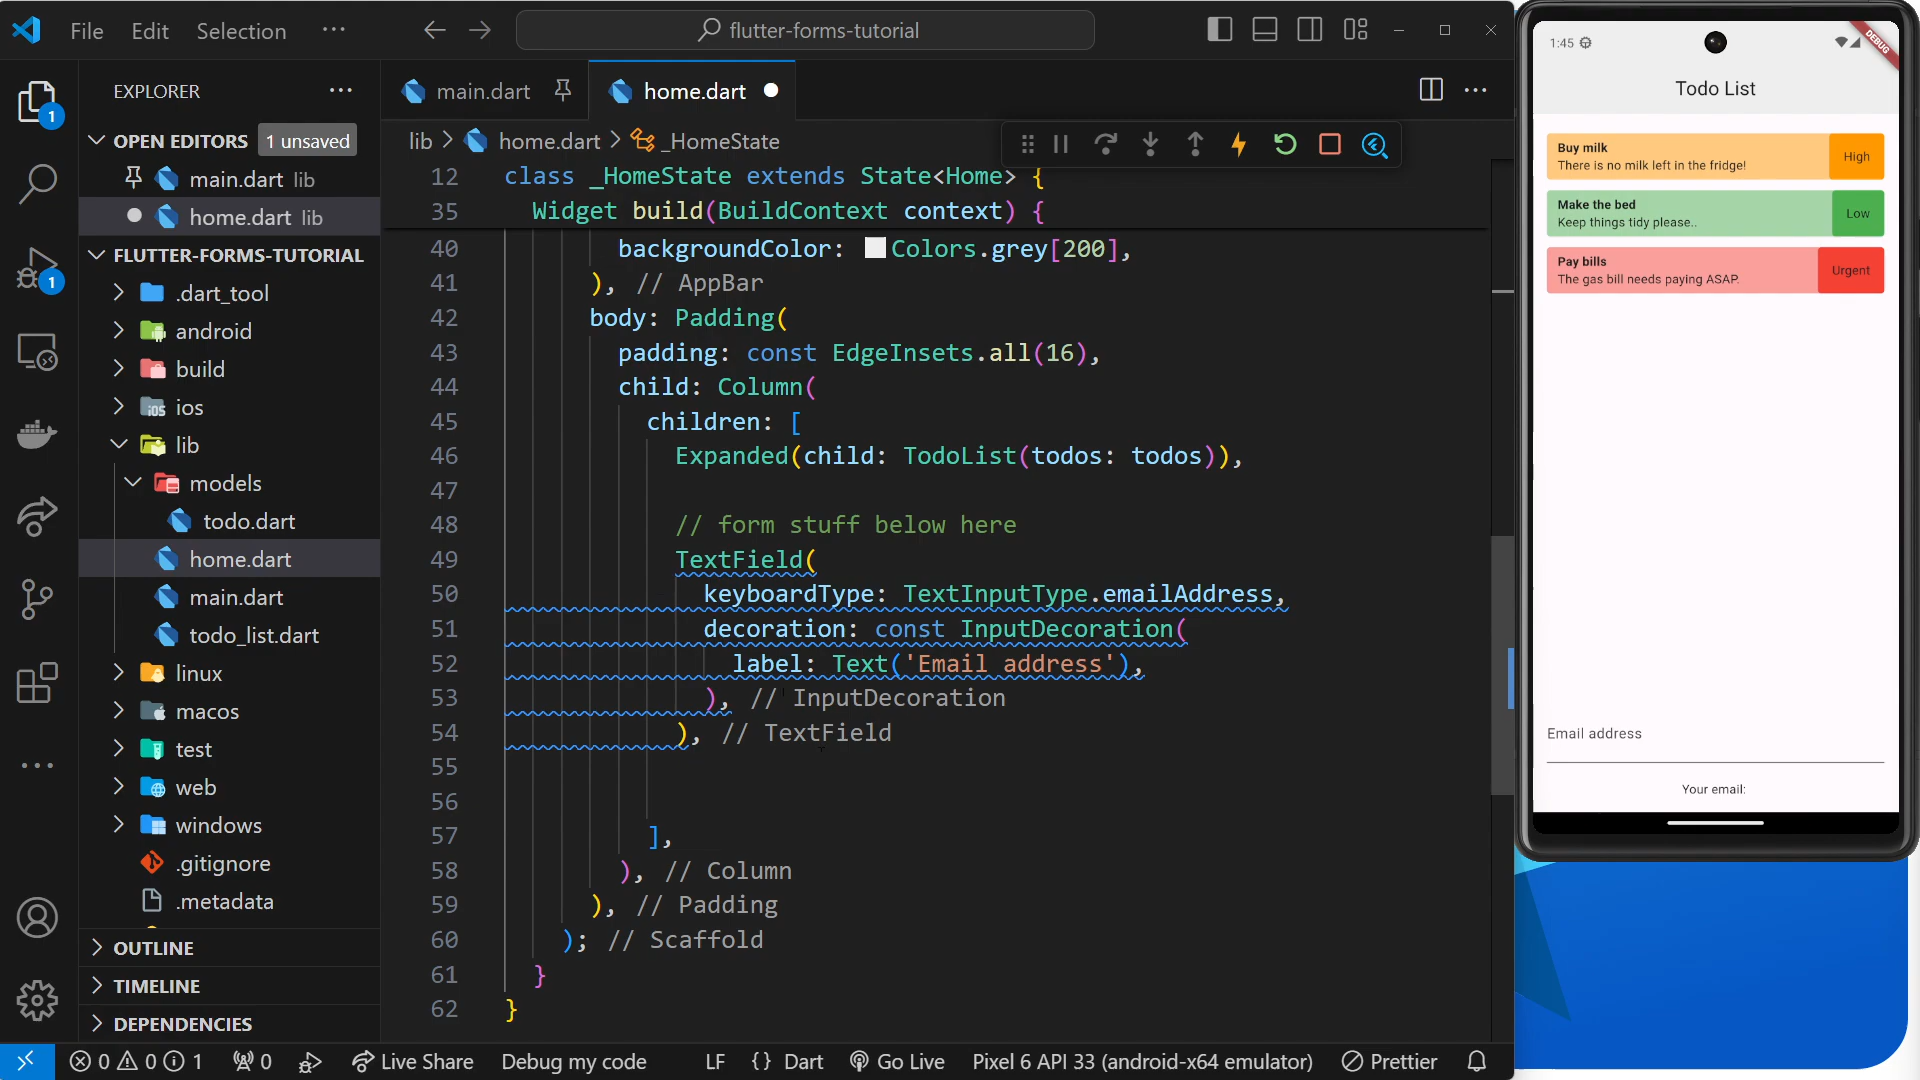 File Edit Selection ···
flutter-forms-tutorial
EXPLORER
OPEN EDITORS 1 unsaved
main.dart lib
home.dart lib
FLUTTER-FORMS-TUTORIAL
.dart_tool
android
build
ios
lib
models
todo.dart
home.dart
main.dart
todo_list.dart
linux
macos
test
web
windows
.gitignore
.metadata
OUTLINE
TIMELINE
DEPENDENCIES
1
1
main.dart
home.dart
lib > home.dart > _HomeState
12 class _HomeState extends State<Home> {
35 Widget build(BuildContext context) {
40 backgroundColor: Colors.grey[200],
41 ), // AppBar
42 body: Padding(
43 padding: const EdgeInsets.all(16),
44 child: Column(
45 children: [
46 Expanded(child: TodoList(todos: todos)),
47
48 // form stuff below here
49 TextField(
50 keyboardType: TextInputType.emailAddress,
51 decoration: const InputDecoration(
52 label: Text('Email address'),
53 ), // InputDecoration
54 ), // TextField
55
56
57 ],
58 ), // Column
59 ), // Padding
60 ); // Scaffold
61 }
62 }
0 0 1 0 Live Share Debug my code LF {} Dart Go Live Pixel 6 API 33 (android-x64 emulator) Prettier
1:45
DEBUG
Todo List
Buy milk
There is no milk left in the fridge!
High
Make the bed
Keep things tidy please..
Low
Pay bills
The gas bill needs paying ASAP.
Urgent
Email address
Your email: